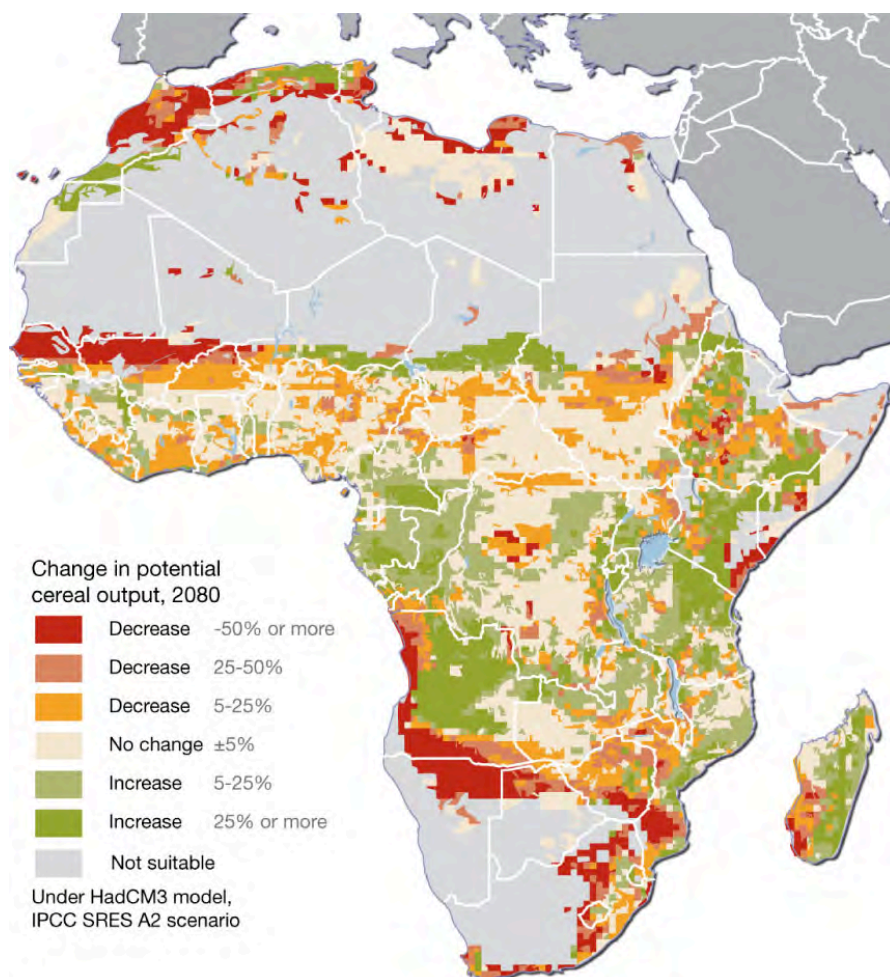 Change in potential
cereal output, 2080
Decrease -50% or more
Decrease 25-50%
Decrease 5-25%
No change ±5%
Increase 5-25%
Increase 25% or more
Not suitable
Under HadCM3 model,
IPCC SRES A2 scenario